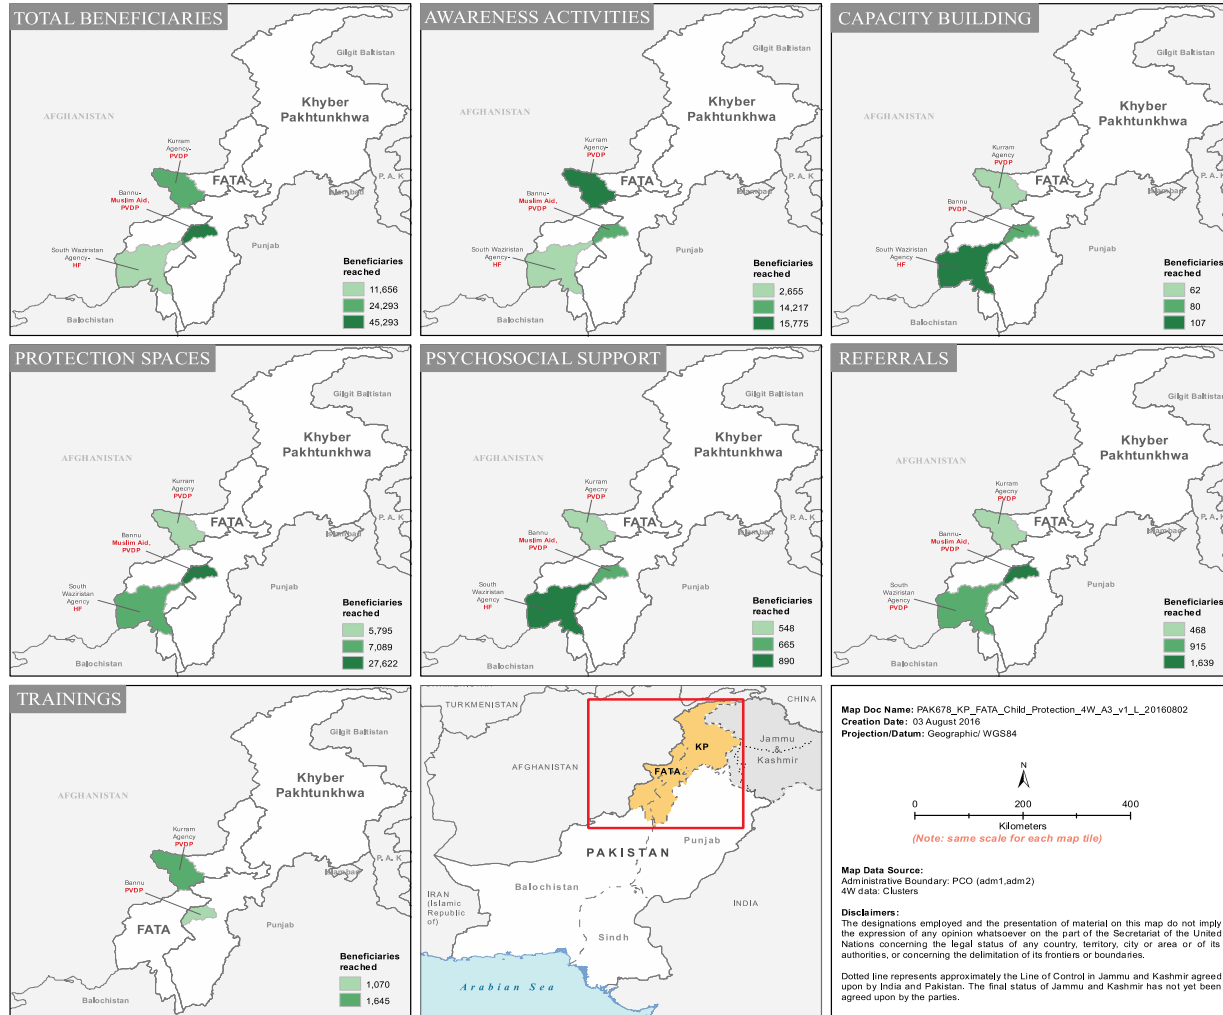 TOTAL BENEFICIARIES
Gilgit Baltistan
Khyber
Pakhtunkhwa
AFGHANISTAN
Kurram
Agency-
PVDP
FATA
P. A. K
Islamabad
Bannu-
Muslim Aid,
PVDP
Punjab
South Waziristan
Agency-
HF
Balochistan
Beneficiaries
reached
11,656
24,293
45,293
AWARENESS ACTIVITIES
Gilgit Baltistan
Khyber
Pakhtunkhwa
AFGHANISTAN
Kurram
Agency-
PVDP
FATA
P. A. K
Islamabad
Bannu-
Muslim Aid,
PVDP
Punjab
South Waziristan
Agency-
HF
Balochistan
Beneficiaries
reached
2,655
14,217
15,775
CAPACITY BUILDING
Gilgit Baltistan
Khyber
Pakhtunkhwa
AFGHANISTAN
Kurram
Agency
PVDP
FATA
P. A. K
Islamabad
Bannu
PVDP
Punjab
South Waziristan
Agency
HF
Balochistan
Beneficiaries
reached
62
80
107
PROTECTION SPACES
Gilgit Baltistan
Khyber
Pakhtunkhwa
AFGHANISTAN
Kurram
Agecny
PVDP
FATA
P. A. K
Islamabad
Bannu
Muslim Aid,
PVDP
Punjab
South
Waziristan
Agency
HF
Balochistan
Beneficiaries
reached
5,795
7,089
27,622
PSYCHOSOCIAL SUPPORT
Gilgit Baltistan
Khyber
Pakhtunkhwa
AFGHANISTAN
Kurram
Agecny
PVDP
FATA
P. A. K
Islamabad
Bannu
Muslim Aid,
PVDP
Punjab
South Waziristan
Agency
HF
Balochistan
Beneficiaries
reached
548
665
890
REFERRALS
Gilgit Baltistan
Khyber
Pakhtunkhwa
AFGHANISTAN
Kurram
Agecny
PVDP
FATA
P. A. K
Islamabad
Bannu-
Muslim Aid,
PVDP
Punjab
South
Waziristan
Agency
PVDP
Balochistan
Beneficiaries
reached
468
915
1,639
TRAININGS
Gilgit Baltistan
Khyber
Pakhtunkhwa
AFGHANISTAN
Kurram
Agency
PVDP
P. A. K
Islamabad
Bannu
PVDP
Punjab
FATA
Balochistan
Beneficiaries
reached
1,070
1,645
TURKMENISTAN
CHINA
KP
Jammu
&
Kashmir
AFGHANISTAN
FATA
Punjab
PAKISTAN
Balochistan
IRAN
(Islamic
Republic
of)
INDIA
Sindh
Arabian Sea
Map Doc Name: PAK678_KP_FATA_Child_Protection_4W_A3_v1_L_20160802
Creation Date: 03 August 2016
Projection/Datum: Geographic/ WGS84
N
0 200 400
Kilometers
(Note: same scale for each map tile)
Map Data Source:
Administrative Boundary: PCO (adm1,adm2)
4W data: Clusters
Disclaimers:
The designations employed and the presentation of material on this map do not imply
the expression of any opinion whatsoever on the part of the Secretariat of the United
Nations concerning the legal status of any country, territory, city or area or of its
authorities, or concerning the delimitation of its frontiers or boundaries.
Dotted line represents approximately the Line of Control in Jammu and Kashmir agreed
upon by India and Pakistan. The final status of Jammu and Kashmir has not yet been
agreed upon by the parties.